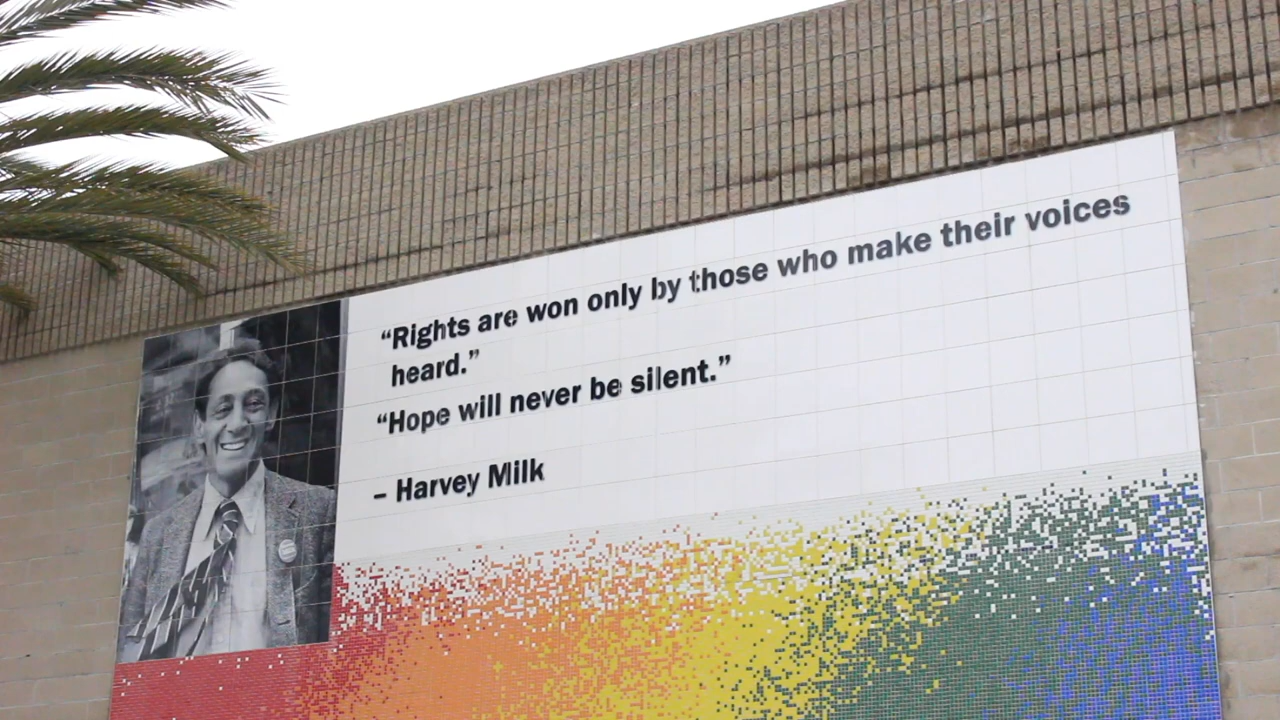 “Rights are won only by those who make their voices
heard.”
“Hope will never be silent.”
– Harvey Milk